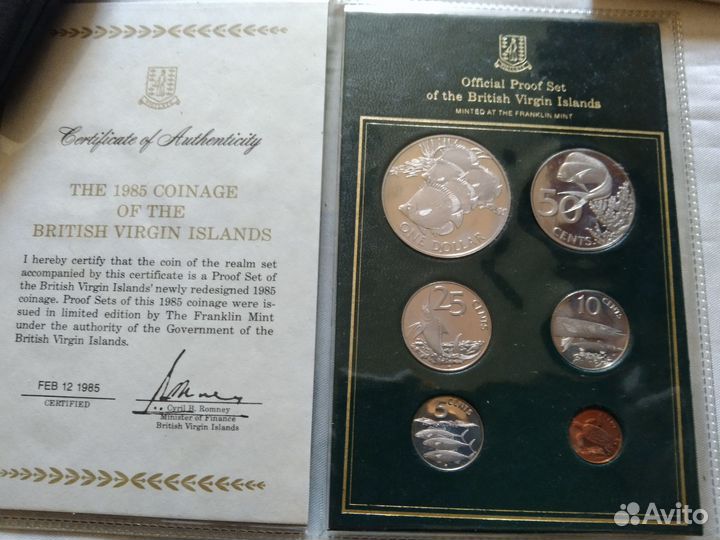 Certificate of Authenticity
THE 1985 COINAGE
OF THE
BRITISH VIRGIN ISLANDS
I hereby certify that the coin of the realm set
accompanied by this certificate is a Proof Set of
the British Virgin Islands' newly redesigned 1985
coinage. Proof Sets of this 1985 coinage were is-
sued in limited edition by The Franklin Mint
under the authority of the Government of the
British Virgin Islands.
FEB 12 1985
CERTIFIED
Cyril B. Romney
Minister of Finance
British Virgin Islands
Official Proof Set
of the British Virgin Islands
MINTED AT THE FRANKLIN MINT
ONE DOLLAR
50
CENTS
25
CENTS
10
CENTS
5
CENTS
Avito